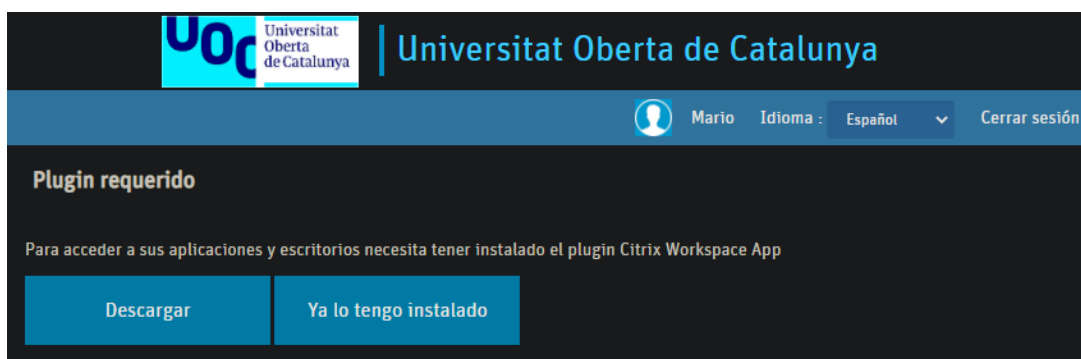 UOC
Universitat
Oberta
de Catalunya
Universitat Oberta de Catalunya
Mario Idioma : Español Cerrar sesión
Plugin requerido
Para acceder a sus aplicaciones y escritorios necesita tener instalado el plugin Citrix Workspace App
Descargar Ya lo tengo instalado